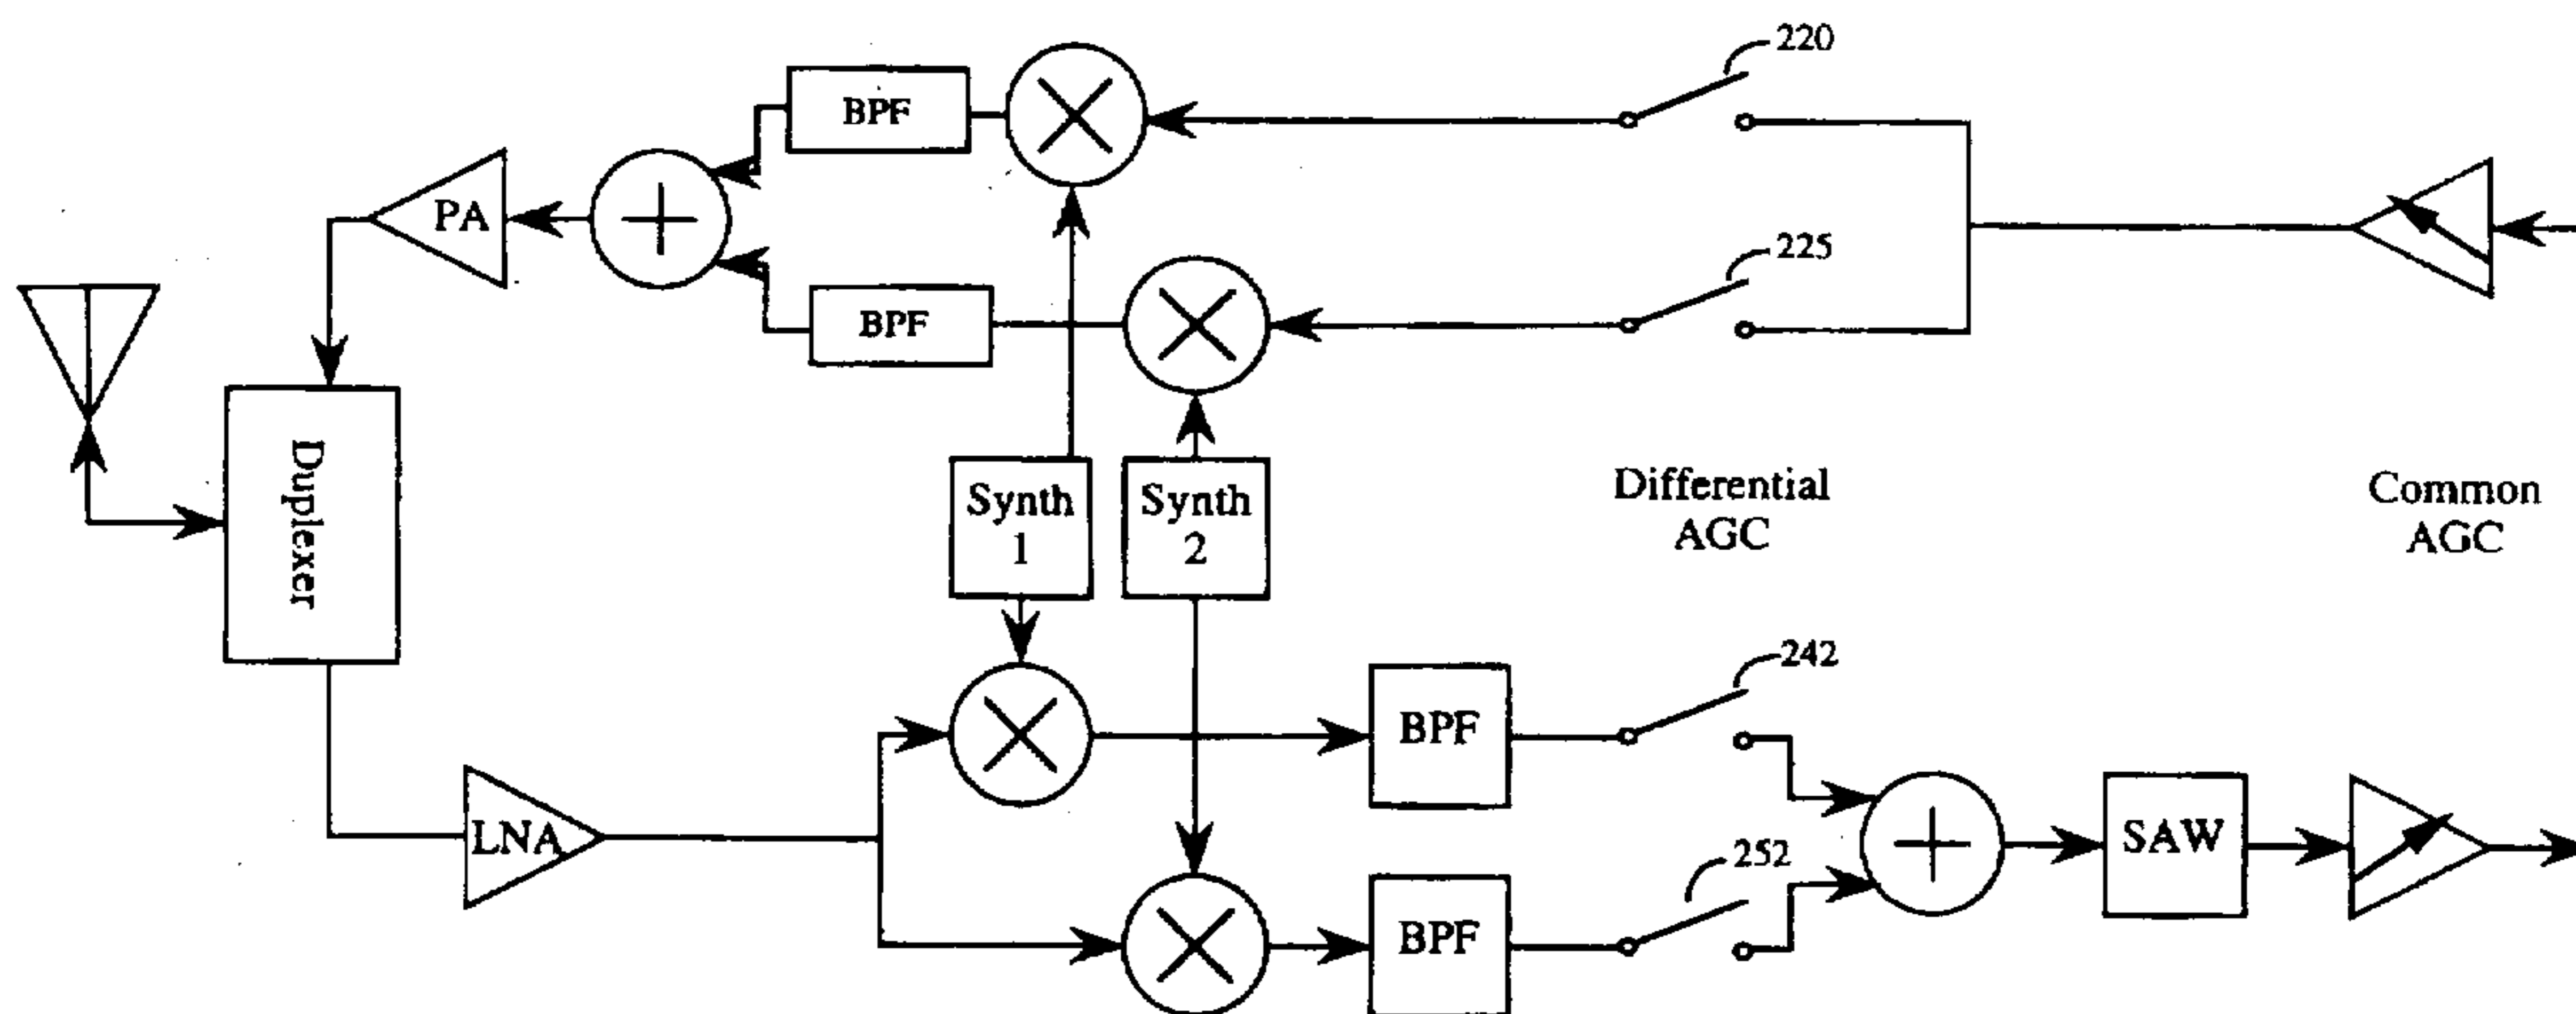 220
BPF
PA
225
BPF
Duplexer
Synth
1
Synth
2
Differential
AGC
Common
AGC
242
BPF
LNA
SAW
252
BPF